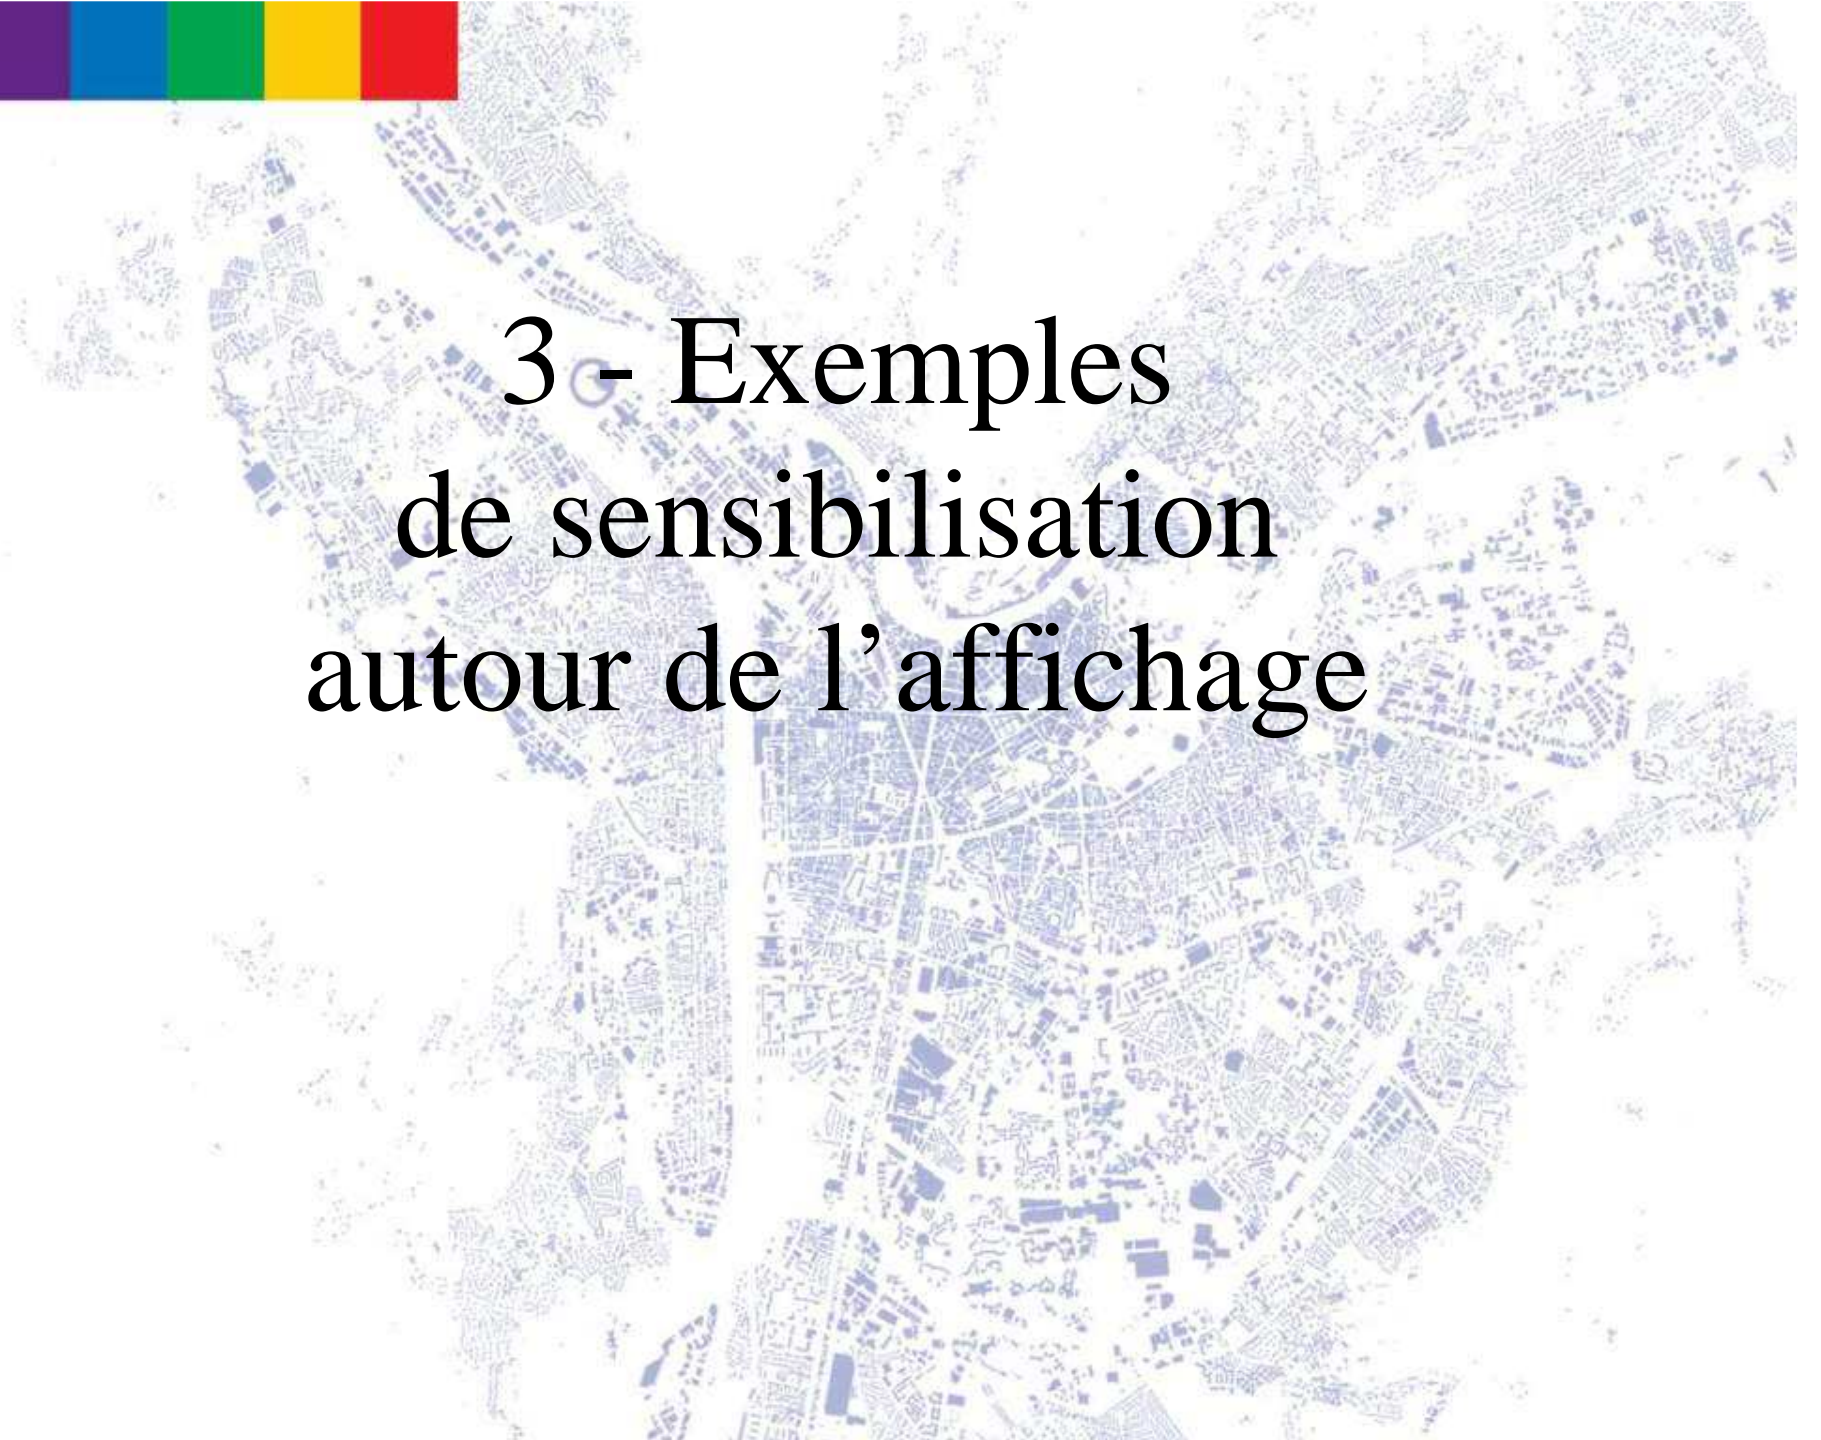 3 - Exemples
de sensibilisation
autour de l’affichage